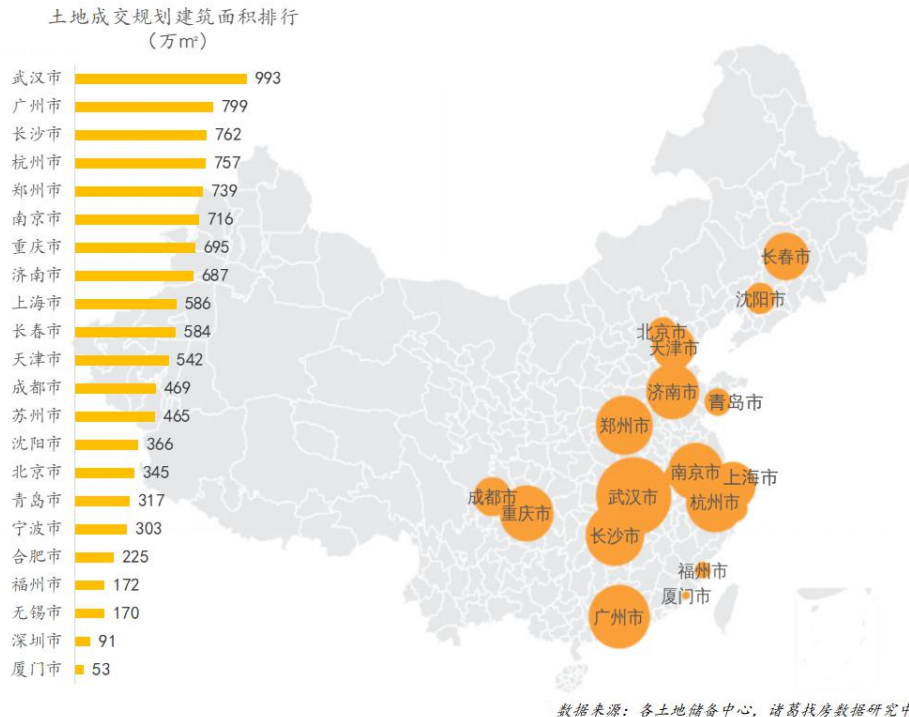 土地成交规划建筑面积排行
（万㎡）
武汉市 993
广州市 799
长沙市 762
杭州市 757
郑州市 739
南京市 716
重庆市 695
济南市 687
上海市 586
长春市 584
天津市 542
成都市 469
苏州市 465
沈阳市 366
北京市 345
青岛市 317
宁波市 303
合肥市 225
福州市 172
无锡市 170
深圳市 91
厦门市 53
长春市
沈阳市
北京市
天津市
济南市
青岛市
郑州市
南京市
上海市
成都市
武汉市
杭州市
重庆市
长沙市
福州市
厦门市
广州市
数据来源：各土地储备中心，诸葛找房数据研究中